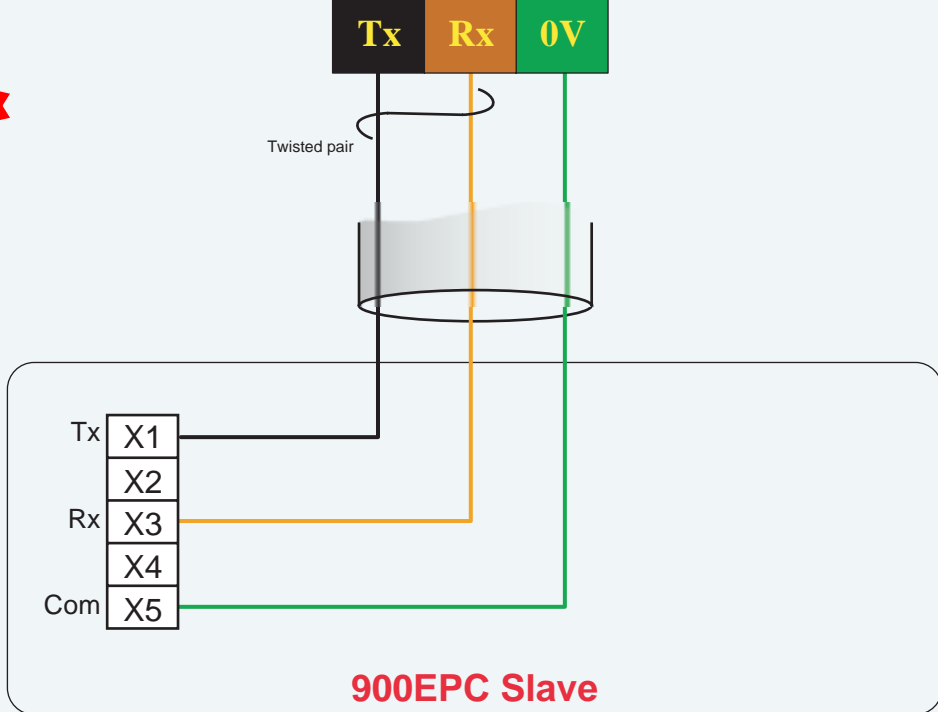 Tx Rx 0V
Twisted pair
Tx X1
X2
Rx X3
X4
Com X5
900EPC Slave